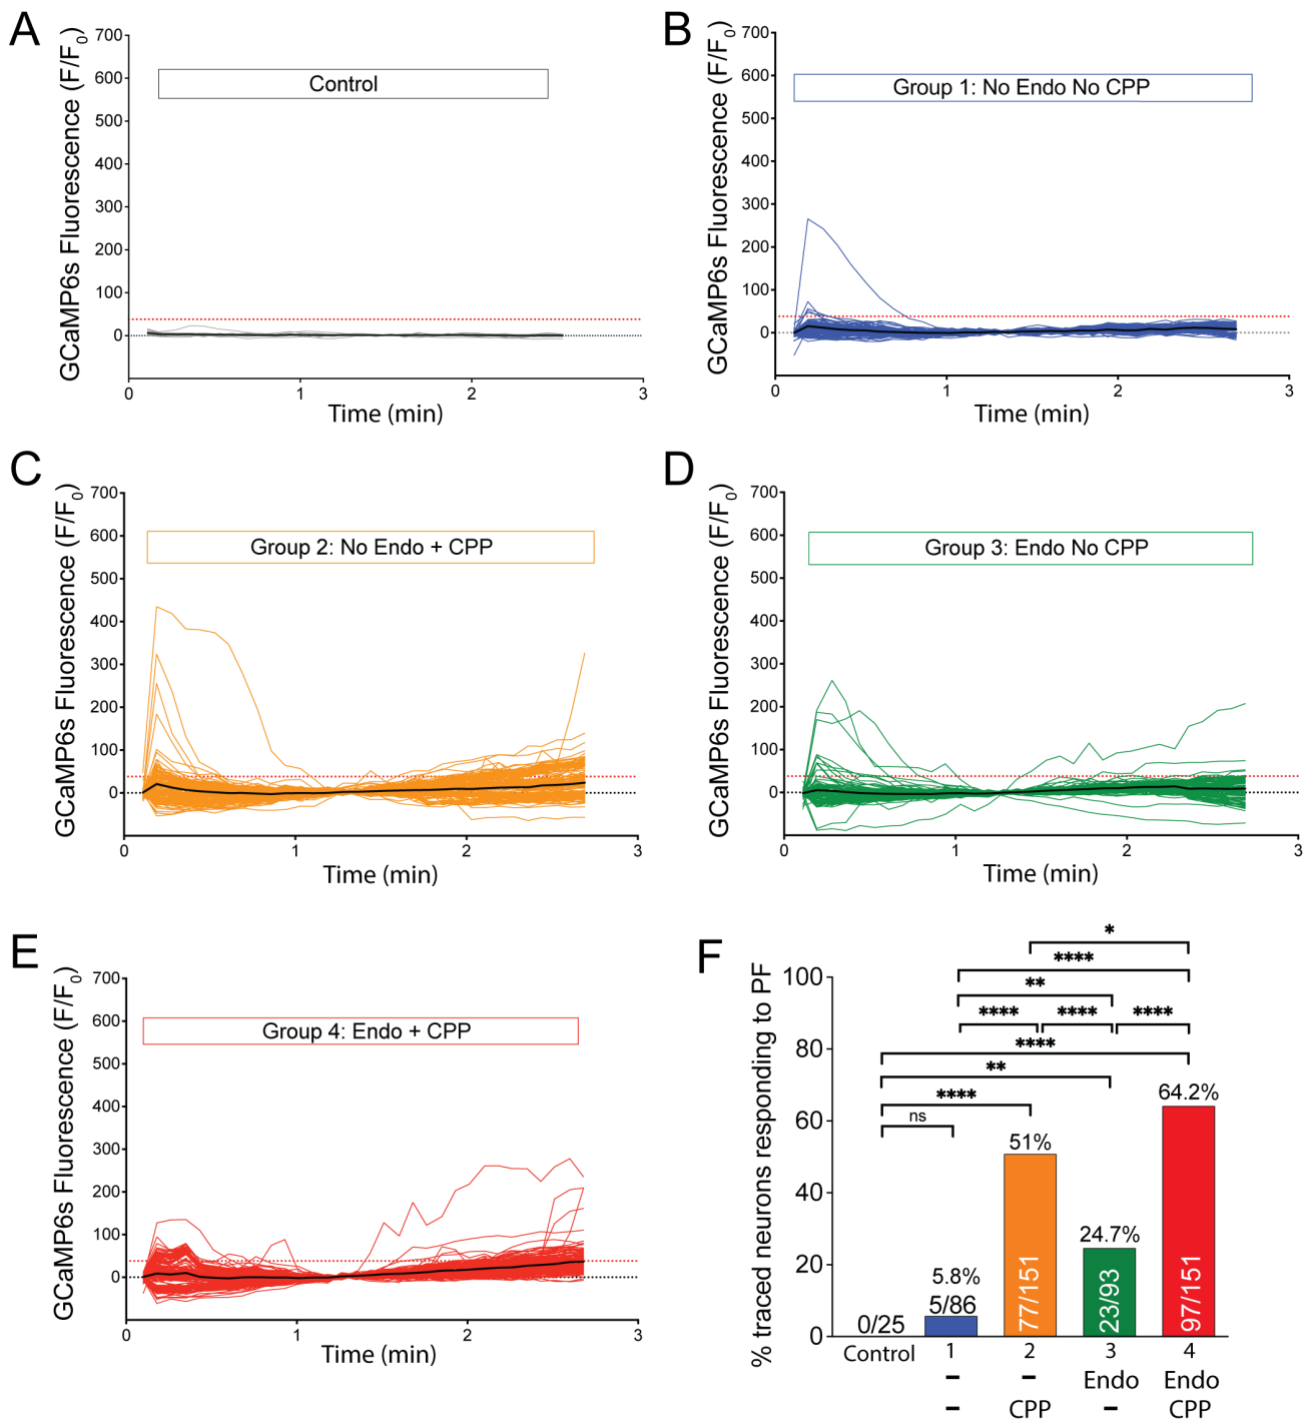 A
GCaMP6s Fluorescence (F/F0)
700
600
500
400
300
200
100
0
Control
0 1 2 3
Time (min)
B
GCaMP6s Fluorescence (F/F0)
700
600
500
400
300
200
100
0
Group 1: No Endo No CPP
0 1 2 3
Time (min)
C
GCaMP6s Fluorescence (F/F0)
700
600
500
400
300
200
100
0
Group 2: No Endo + CPP
0 1 2 3
Time (min)
D
GCaMP6s Fluorescence (F/F0)
700
600
500
400
300
200
100
0
Group 3: Endo No CPP
0 1 2 3
Time (min)
E
GCaMP6s Fluorescence (F/F0)
700
600
500
400
300
200
100
0
Group 4: Endo + CPP
0 1 2 3
Time (min)
F
% traced neurons responding to PF
100
80
60
40
20
0
*
****
**
**** **** ****
****
**
****
ns
0/25
5.8%
5/86
51%
77/151
24.7%
23/93
64.2%
97/151
Control 1 2 3 4
- - Endo Endo
- CPP - CPP